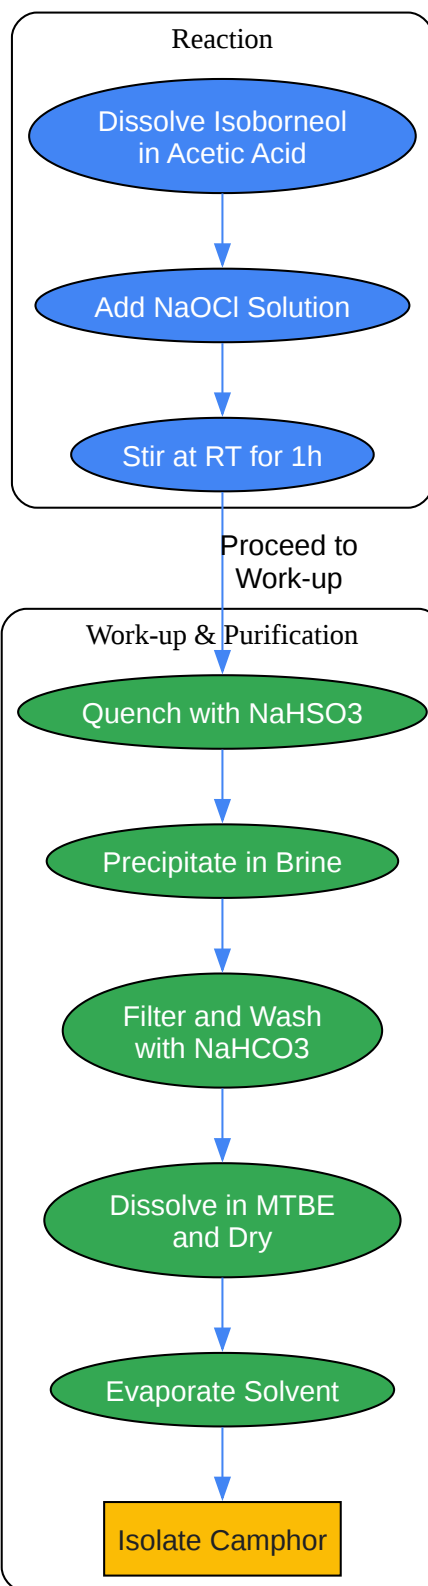 Reaction
Dissolve Isoborneol
in Acetic Acid
Add NaOCl Solution
Stir at RT for 1h
Proceed to
Work-up
Work-up & Purification
Quench with NaHSO3
Precipitate in Brine
Filter and Wash
with NaHCO3
Dissolve in MTBE
and Dry
Evaporate Solvent
Isolate Camphor